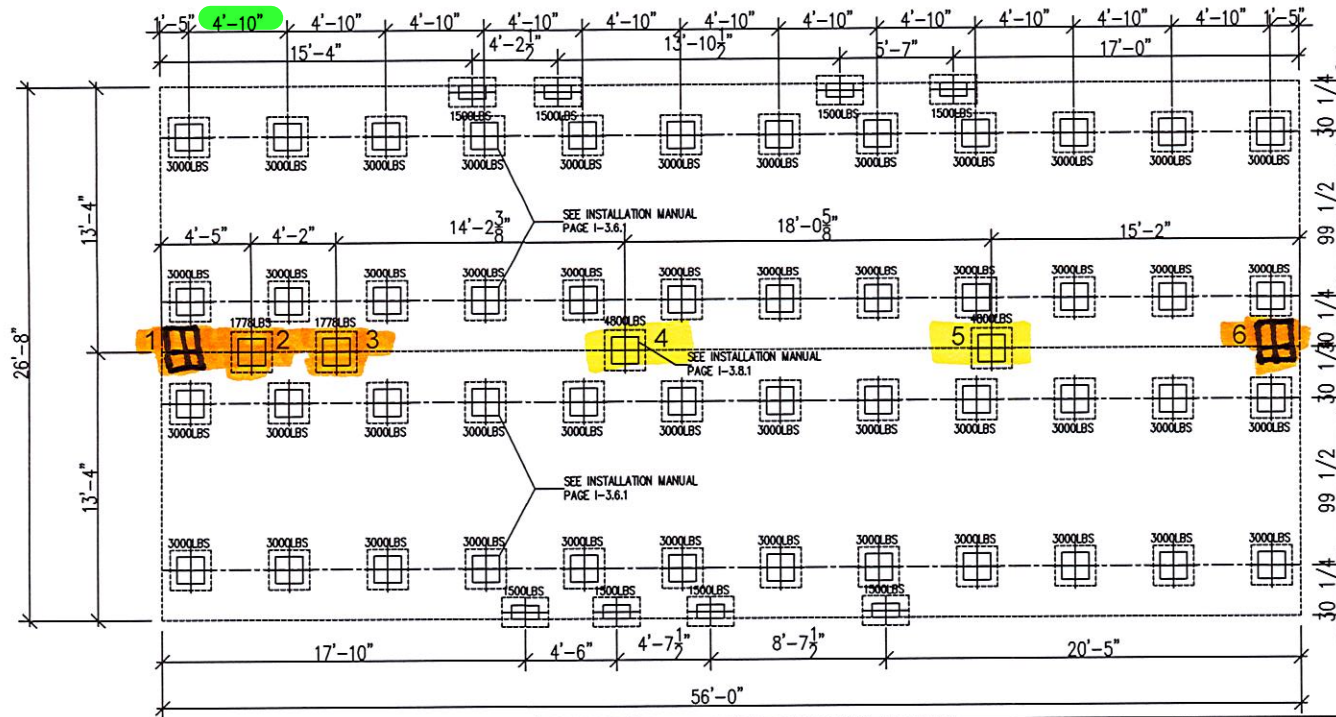 1'-5" 4'-10" 4'-10" 4'-10" 4'-10" 4'-10" 4'-10" 4'-10" 4'-10" 4'-10" 4'-10" 4'-10" 1'-5"
15'-4" 4'-2 1/2" 13'-10 1/2" 5'-7" 17'-0"
1500LBS 1500LBS 1500LBS 1500LBS
3000LBS 3000LBS 3000LBS 3000LBS 3000LBS 3000LBS 3000LBS 3000LBS 3000LBS 3000LBS 3000LBS 3000LBS
30 1/4
SEE INSTALLATION MANUAL
PAGE I-3.6.1
13'-4"
99 1/2
4'-5" 4'-2" 14'-2 3/8" 18'-0 5/8" 15'-2"
3000LBS 3000LBS 3000LBS 3000LBS 3000LBS 3000LBS 3000LBS 3000LBS 3000LBS 3000LBS 3000LBS 3000LBS
30 1/4
1778LBS 1778LBS 4800LBS 4800LBS
1 2 3 4 5 6
SEE INSTALLATION MANUAL
PAGE I-3.8.1
26'-8"
30
3000LBS 3000LBS 3000LBS 3000LBS 3000LBS 3000LBS 3000LBS 3000LBS 3000LBS 3000LBS 3000LBS 3000LBS
SEE INSTALLATION MANUAL
PAGE I-3.6.1
13'-4"
99 1/2
3000LBS 3000LBS 3000LBS 3000LBS 3000LBS 3000LBS 3000LBS 3000LBS 3000LBS 3000LBS 3000LBS 3000LBS
30 1/4
1500LBS 1500LBS 1500LBS 1500LBS
17'-10" 4'-6" 4'-7 1/2" 8'-7 1/2" 20'-5"
56'-0"